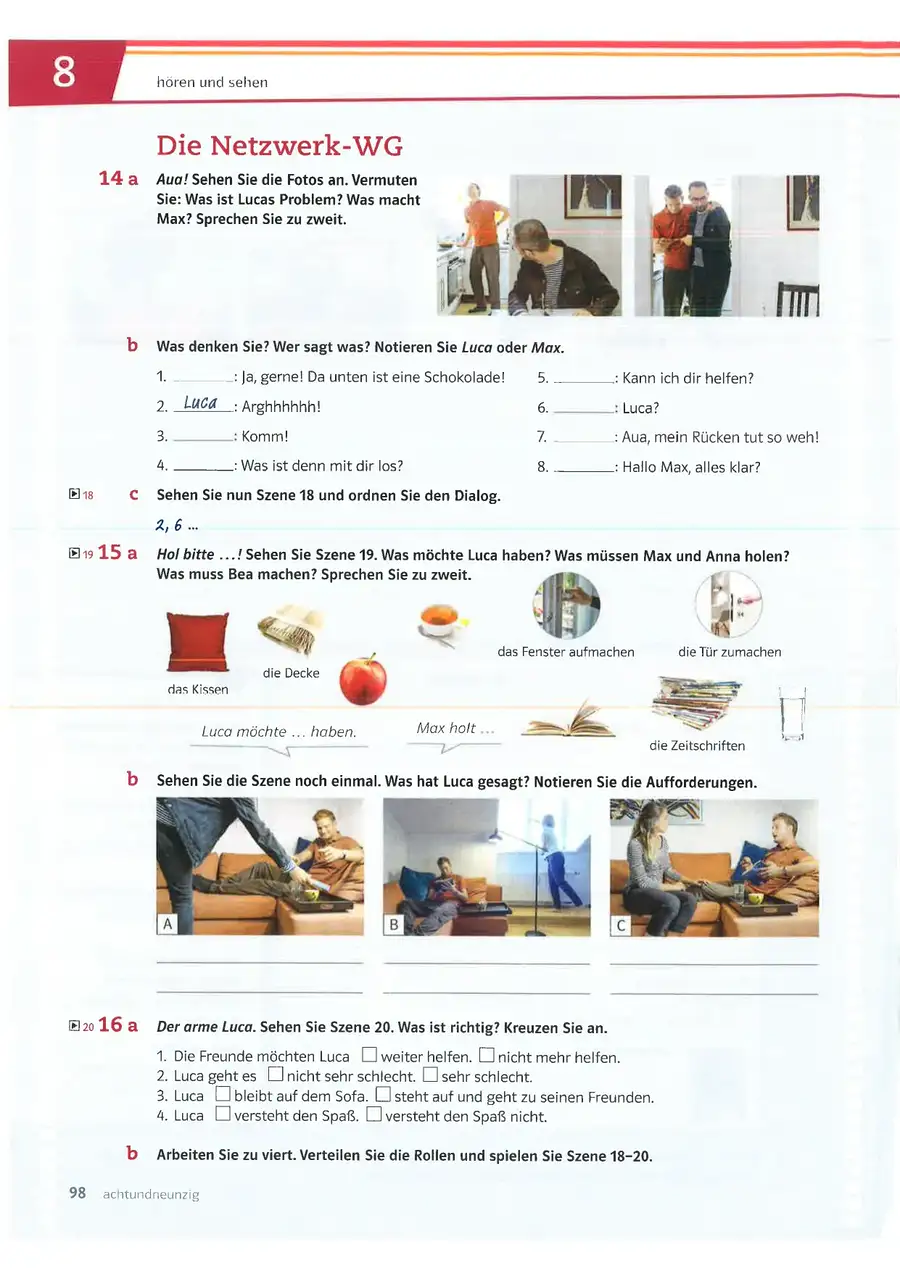 8
hören und sehen
Die Netzwerk-WG
14 a Aua! Sehen Sie die Fotos an. Vermuten
Sie: Was ist Lucas Problem? Was macht
Max? Sprechen Sie zu zweit.
b Was denken Sie? Wer sagt was? Notieren Sie Luca oder Max.
1. ________: Ja, gerne! Da unten ist eine Schokolade!
2. Luca: Arghhhhhh!
3. ________: Komm!
4. ________: Was ist denn mit dir los?
5. ________: Kann ich dir helfen?
6. ________: Luca?
7. ________: Aua, mein Rücken tut so weh!
8. ________: Hallo Max, alles klar?
18 c Sehen Sie nun Szene 18 und ordnen Sie den Dialog.
2, 6 ...
19 15 a Hol bitte ...! Sehen Sie Szene 19. Was möchte Luca haben? Was müssen Max und Anna holen?
Was muss Bea machen? Sprechen Sie zu zweit.
das Kissen
die Decke
das Fenster aufmachen
die Tür zumachen
Luca möchte ... haben.
Max holt ...
die Zeitschriften
b Sehen Sie die Szene noch einmal. Was hat Luca gesagt? Notieren Sie die Aufforderungen.
A
B
C
20 16 a Der arme Luca. Sehen Sie Szene 20. Was ist richtig? Kreuzen Sie an.
1. Die Freunde möchten Luca ☐ weiter helfen. ☐ nicht mehr helfen.
2. Luca geht es ☐ nicht sehr schlecht. ☐ sehr schlecht.
3. Luca ☐ bleibt auf dem Sofa. ☐ steht auf und geht zu seinen Freunden.
4. Luca ☐ versteht den Spaß. ☐ versteht den Spaß nicht.
b Arbeiten Sie zu viert. Verteilen Sie die Rollen und spielen Sie Szene 18–20.
98 achtundneunzig